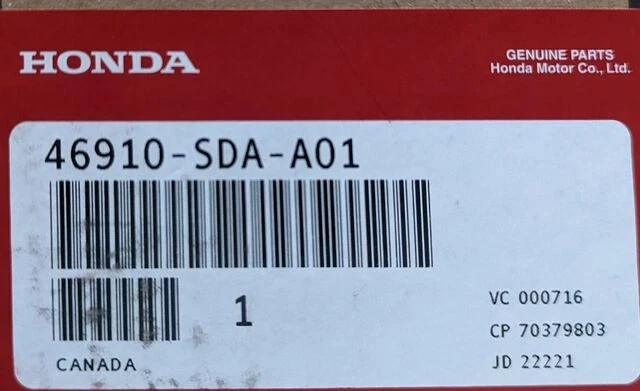 HONDA
GENUINE PARTS
Honda Motor Co., Ltd.
46910-SDA-A01
1
VC 000716
CP 70379803
CANADA
JD 22221